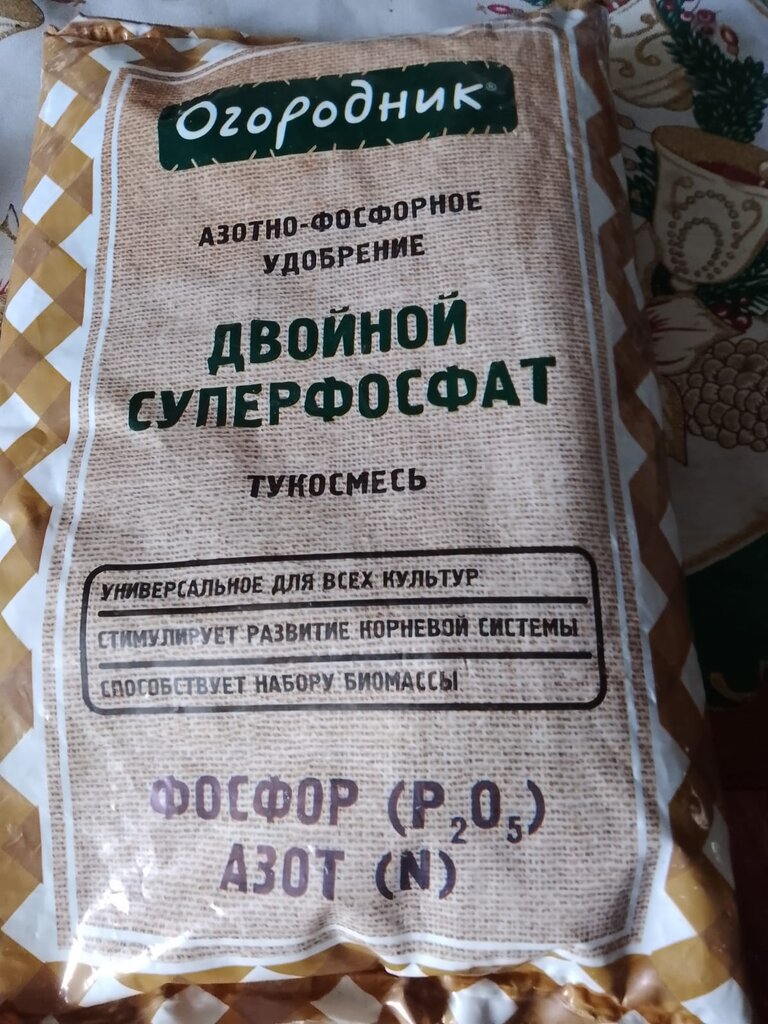 Огородник®
АЗОТНО-ФОСФОРНОЕ
УДОБРЕНИЕ
ДВОЙНОЙ
СУПЕРФОСФАТ
ТУКОСМЕСЬ
УНИВЕРСАЛЬНОЕ ДЛЯ ВСЕХ КУЛЬТУР
СТИМУЛИРУЕТ РАЗВИТИЕ КОРНЕВОЙ СИСТЕМЫ
СПОСОБСТВУЕТ НАБОРУ БИОМАССЫ
ФОСФОР (P₂O₅)
АЗОТ (N)